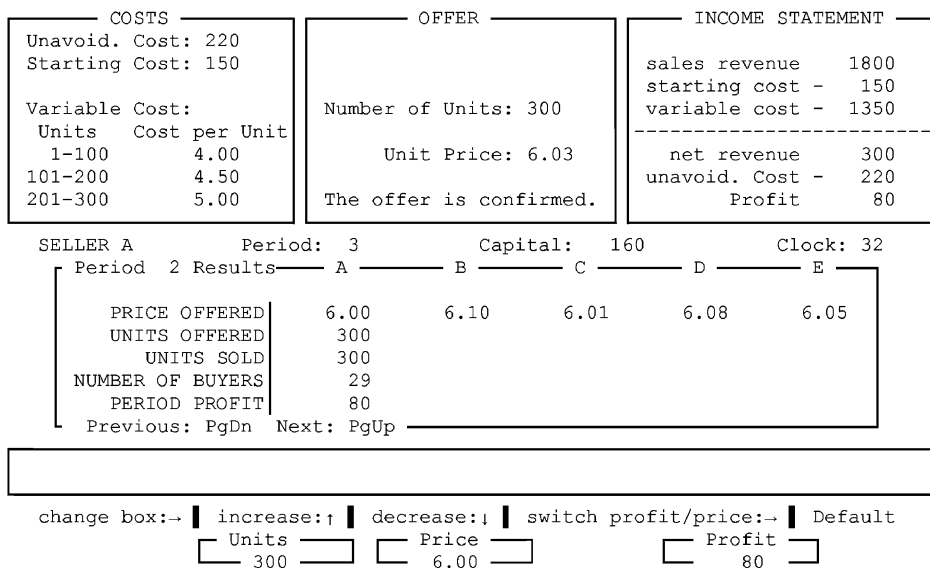 COSTS
Unavoid. Cost: 220
Starting Cost: 150
Variable Cost:
Units Cost per Unit
1-100 4.00
101-200 4.50
201-300 5.00
OFFER
Number of Units: 300
Unit Price: 6.03
The offer is confirmed.
INCOME STATEMENT
sales revenue 1800
starting cost - 150
variable cost - 1350
net revenue 300
unavoid. Cost - 220
Profit 80
SELLER A Period: 3 Capital: 160 Clock: 32
Period 2 Results A B C D E
PRICE OFFERED 6.00 6.10 6.01 6.08 6.05
UNITS OFFERED 300
UNITS SOLD 300
NUMBER OF BUYERS 29
PERIOD PROFIT 80
Previous: PgDn Next: PgUp
change box:→ increase:↑ decrease:↓ switch profit/price:→ Default
Units Price Profit
300 6.00 80